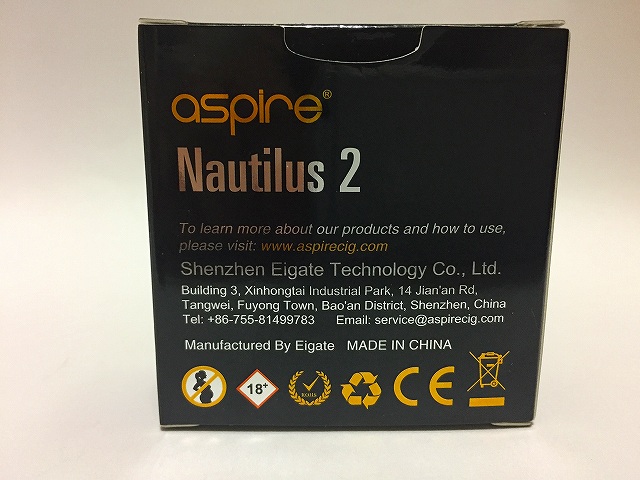 aspire®
Nautilus 2
To learn more about our products and how to use,
please visit: www.aspirecig.com
Shenzhen Eigate Technology Co., Ltd.
Building 3, Xinhongtai Industrial Park, 14 Jian'an Rd,
Tangwei, Fuyong Town, Bao'an District, Shenzhen, China
Tel: +86-755-81499783 Email: service@aspirecig.com
Manufactured By Eigate MADE IN CHINA
18+ ROHS CE